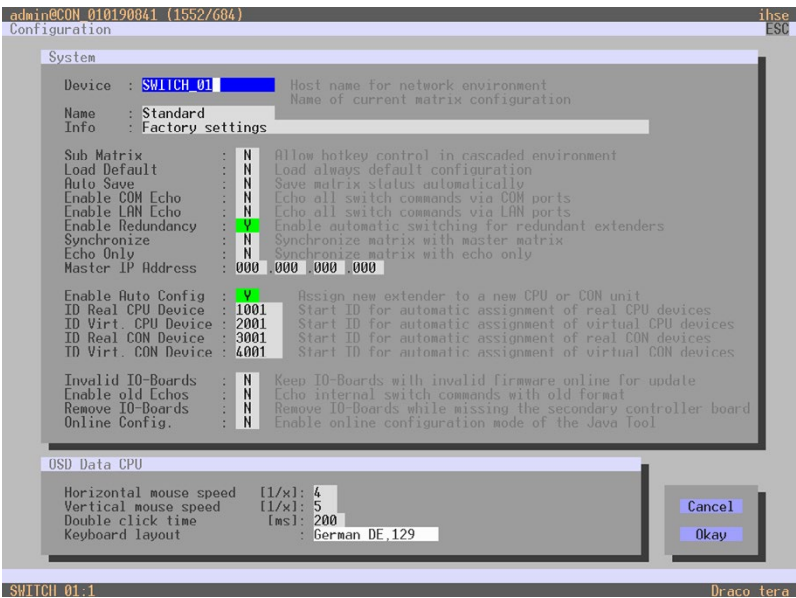 admin@CON 010190841 (1552/684) ihse
Configuration ESC
System
Device : SWITCH_01 Host name for network environment
Name of current matrix configuration
Name : Standard
Info : Factory settings
Sub Matrix : N Allow hotkey control in cascaded environment
Load Default : N Load always default configuration
Auto Save : N Save matrix status automatically
Enable COM Echo : N Echo all switch commands via COM ports
Enable LAN Echo : N Echo all switch commands via LAN ports
Enable Redundancy : Y Enable automatic switching for redundant extenders
Synchronize : N Synchronize matrix with master matrix
Echo Only : N Synchronize matrix with echo only
Master IP Address : 000 .000 .000 .000
Enable Auto Config : Y Assign new extender to a new CPU or CON unit
ID Real CPU Device : 1001 Start ID for automatic assignment of real CPU devices
ID Virt. CPU Device : 2001 Start ID for automatic assignment of virtual CPU devices
ID Real CON Device : 3001 Start ID for automatic assignment of real CON devices
ID Virt. CON Device : 4001 Start ID for automatic assignment of virtual CON devices
Invalid IO-Boards : N Keep IO-Boards with invalid firmware online for update
Enable old Echos : N Echo internal switch commands with old format
Remove IO-Boards : N Remove IO-Boards while missing the secondary controller board
Online Config. : N Enable online configuration mode of the Java Tool
OSD Data CPU
Horizontal mouse speed [1/x]: 4
Vertical mouse speed [1/x]: 5
Double click time [ms]: 200
Keyboard layout : German DE,129
Cancel
Okay
SWITCH 01:1 Draco tera